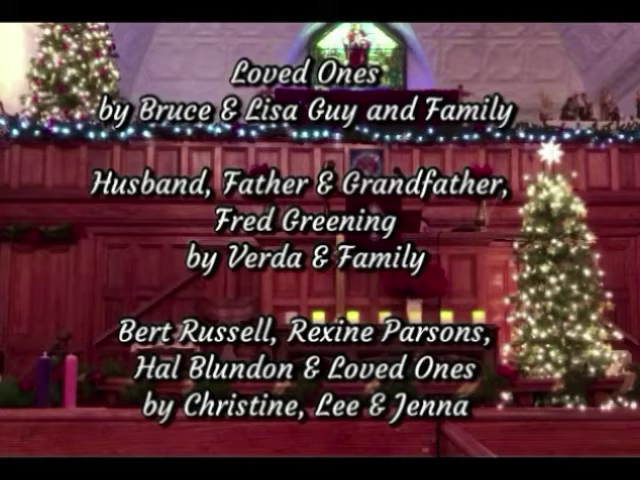 Loved Ones
by Bruce & Lisa Guy and Family
Husband, Father & Grandfather,
Fred Greening
by Verda & Family
Bert Russell, Rexine Parsons,
Hal Blundon & Loved Ones
by Christine, Lee & Jenna